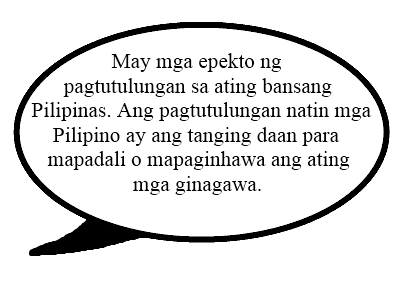 May mga epekto ng
pagtutulungan sa ating bansang
Pilipinas. Ang pagtutulungan natin mga
Pilipino ay ang tanging daan para
mapadali o mapaginhawa ang ating
mga ginagawa.